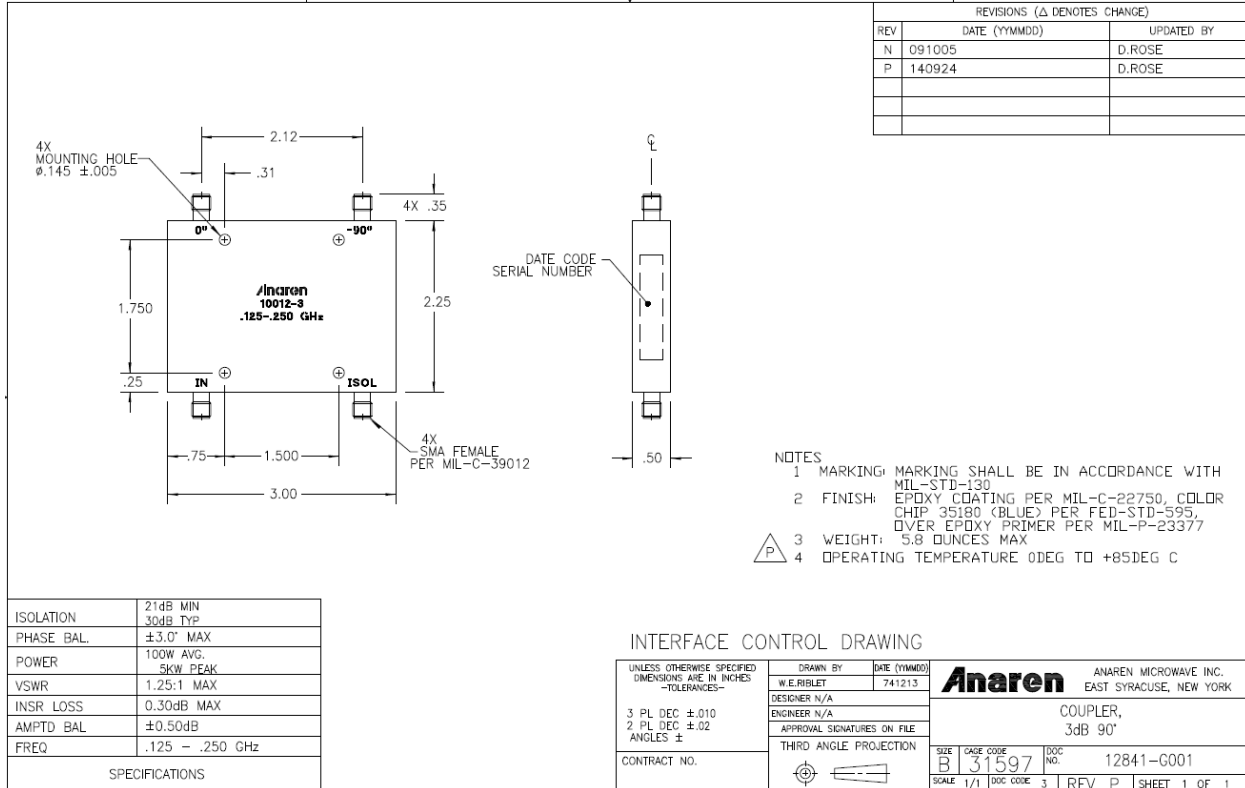 REVISIONS (△ DENOTES CHANGE)
REV DATE (YYMMDD) UPDATED BY
N 091005 D.ROSE
P 140924 D.ROSE
4X
MOUNTING HOLE
ø.145 ±.005
2.12
.31
4X .35
0°
-90°
Anaren
10012-3
.125-.250 GHz
1.750
2.25
.25
IN
ISOL
.75
1.500
3.00
4X
SMA FEMALE
PER MIL-C-39012
℄
DATE CODE
SERIAL NUMBER
.50
NOTES
1 MARKING: MARKING SHALL BE IN ACCORDANCE WITH
MIL-STD-130
2 FINISH: EPOXY COATING PER MIL-C-22750, COLOR
CHIP 35180 (BLUE) PER FED-STD-595,
OVER EPOXY PRIMER PER MIL-P-23377
3 WEIGHT: 5.8 OUNCES MAX
P 4 OPERATING TEMPERATURE 0DEG TO +85DEG C
ISOLATION 21dB MIN
30dB TYP
PHASE BAL. ±3.0° MAX
POWER 100W AVG.
5KW PEAK
VSWR 1.25:1 MAX
INSR LOSS 0.30dB MAX
AMPTD BAL ±0.50dB
FREQ .125 - .250 GHz
SPECIFICATIONS
INTERFACE CONTROL DRAWING
UNLESS OTHERWISE SPECIFIED
DIMENSIONS ARE IN INCHES
-TOLERANCES-
3 PL DEC ±.010
2 PL DEC ±.02
ANGLES ±
CONTRACT NO.
DRAWN BY DATE (YYMMDD)
W.E.RIBLET 741213
DESIGNER N/A
ENGINEER N/A
APPROVAL SIGNATURES ON FILE
THIRD ANGLE PROJECTION
Anaren
ANAREN MICROWAVE INC.
EAST SYRACUSE, NEW YORK
COUPLER,
3dB 90°
SIZE B CAGE CODE 31597 DOC NO. 12841-G001
SCALE 1/1 DOC CODE 3 REV P SHEET 1 OF 1